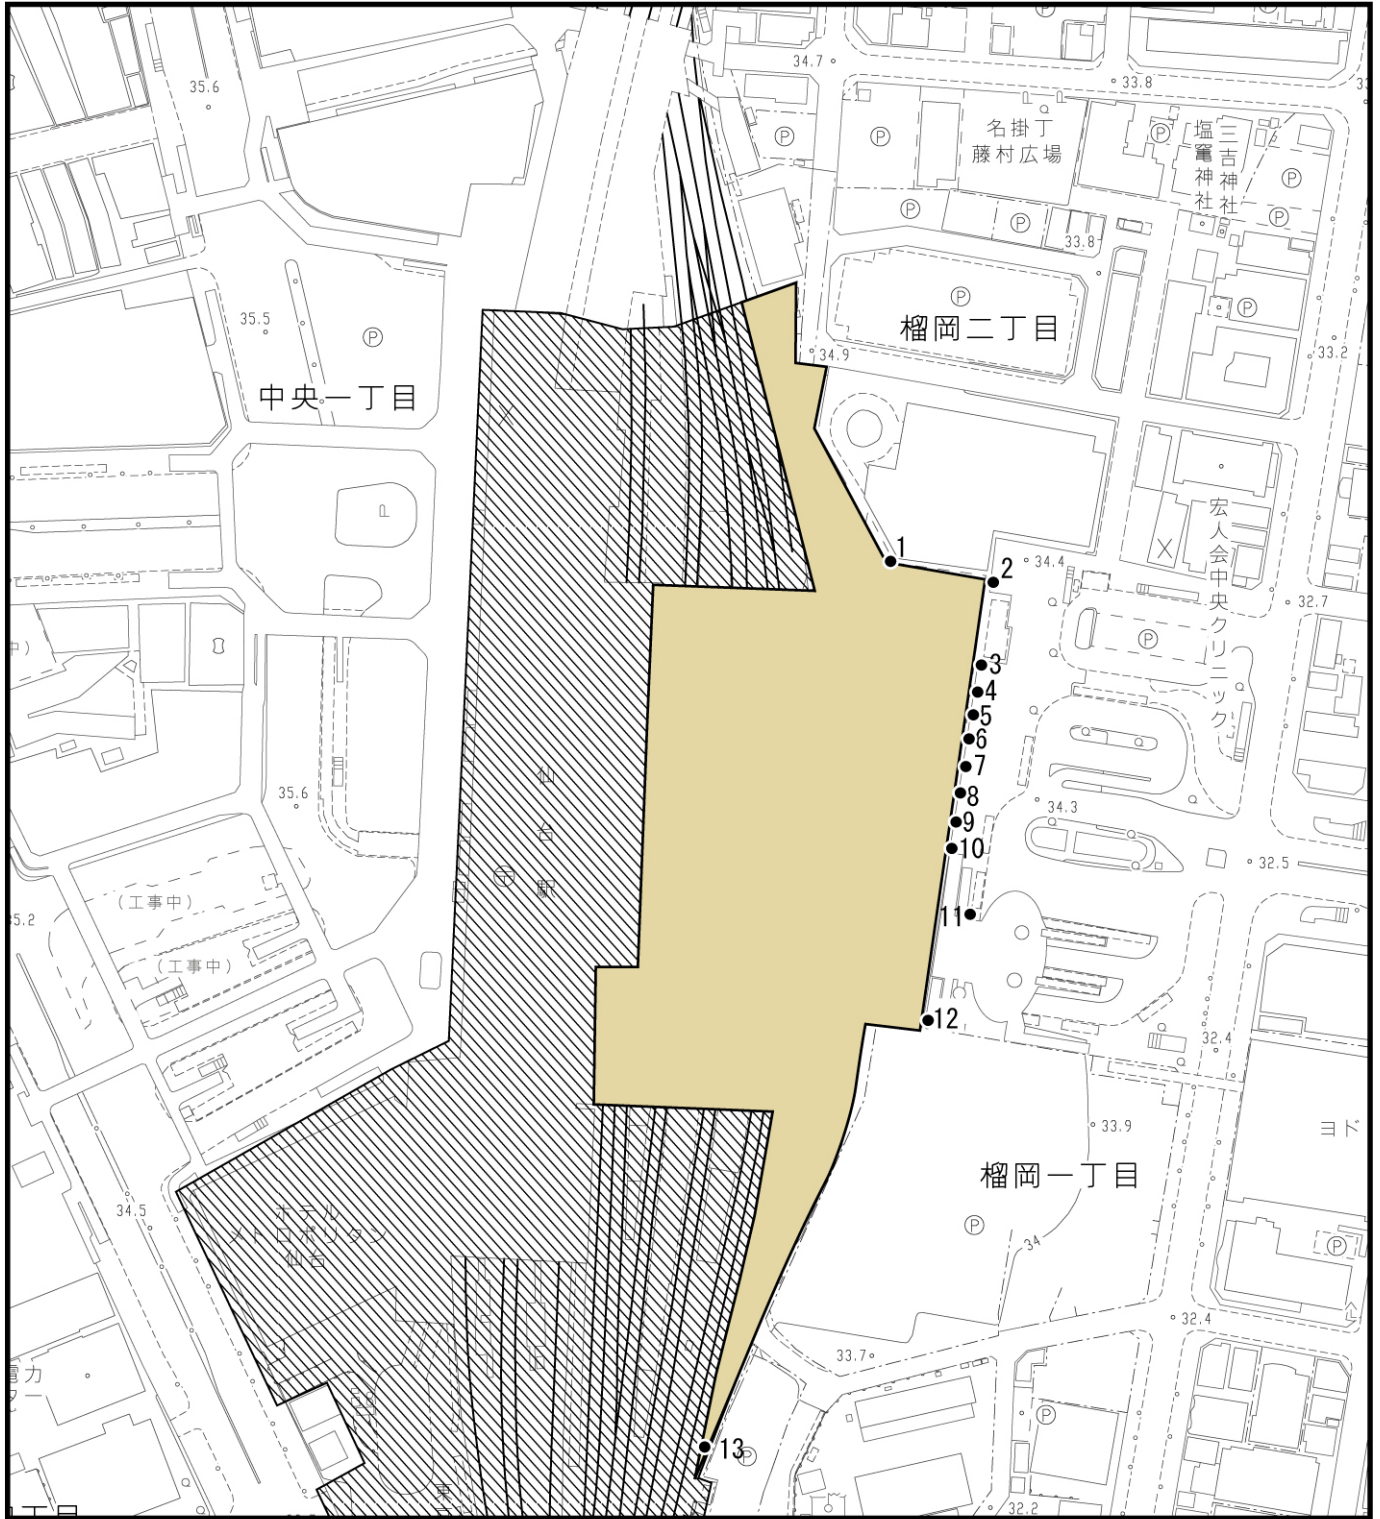 35.6
34.7
33.8
名掛丁
藤村広場
三吉神社
塩竈神社
P
P
P
P
P
P
33.8
P
P
35.5
P
中央一丁目
34.9
榴岡二丁目
33.2
宏人会中央クリニック
1
2
34.4
32.7
P
3
4
5
6
7
8
9
10
11
12
13
仙台駅
35.6
34.3
32.5
(工事中)
(工事中)
35.2
32.4
33.9
ヨド
榴岡一丁目
34.5
ホテル
メトロポリタン
仙台
P
34
P
32.4
33.7
電力
ター
P
P
32.2
丁目